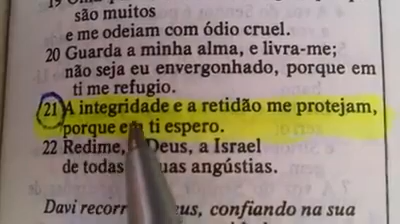 são muitos
e me odeiam com ódio cruel.
20 Guarda a minha alma, e livra-me;
não seja eu envergonhado, porque em
ti me refugio.
21 A integridade e a retidão me protejam,
porque em ti espero.
22 Redime, Deus, a Israel
de todas suas angústias.
Davi confiando na sua